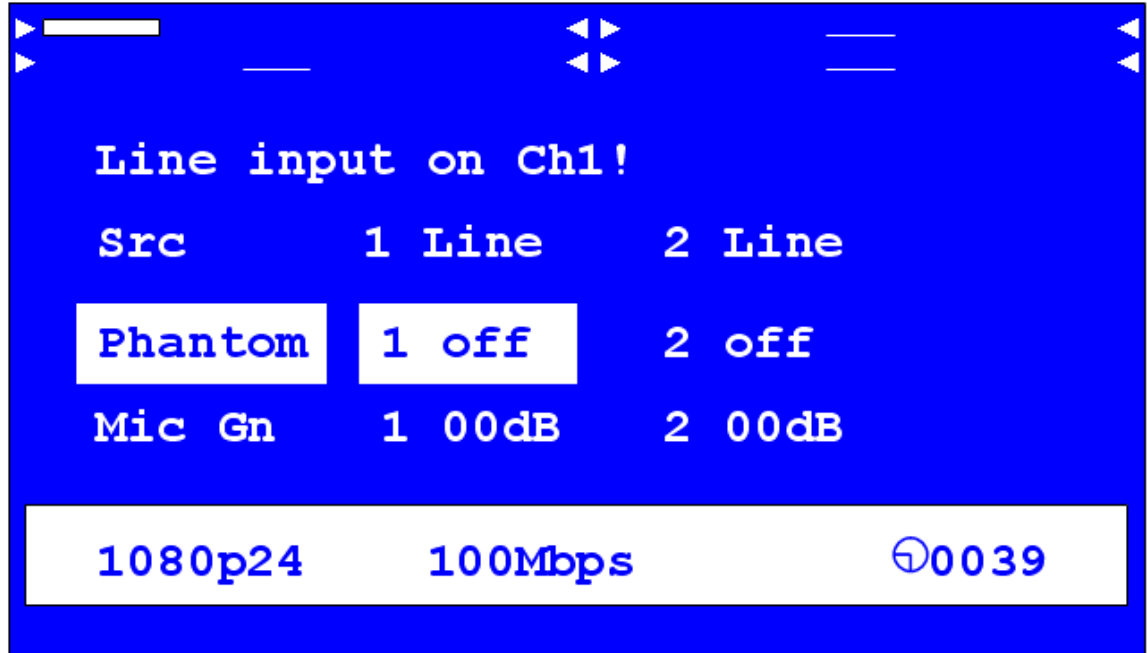 Line input on Ch1!
Src 1 Line 2 Line
Phantom 1 off 2 off
Mic Gn 1 00dB 2 00dB
1080p24 100Mbps 0039